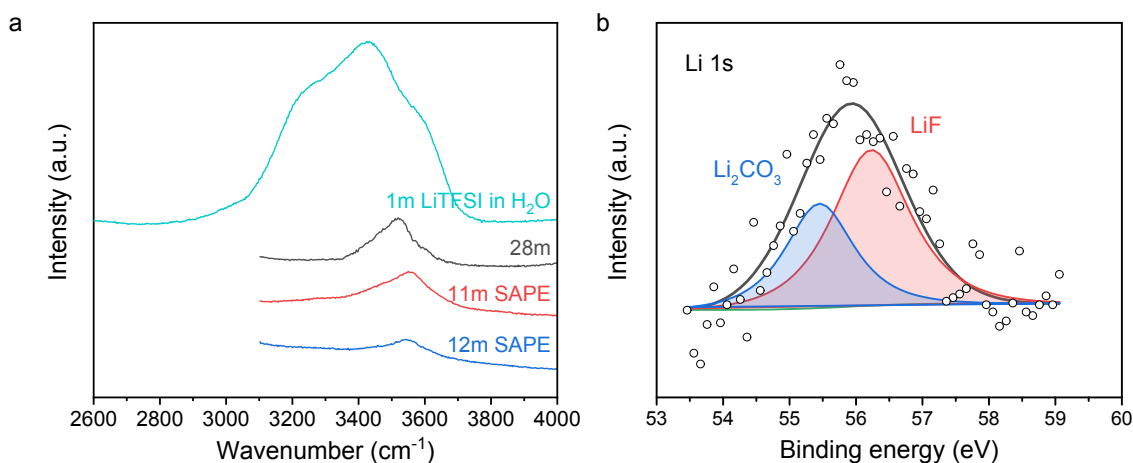 a
Intensity (a.u.)
1m LiTFSI in H₂O
28m
11m SAPE
12m SAPE
2600 2800 3000 3200 3400 3600 3800 4000
Wavenumber (cm⁻¹)
b
Intensity (a.u.)
Li 1s
LiF
Li₂CO₃
53 54 55 56 57 58 59 60
Binding energy (eV)